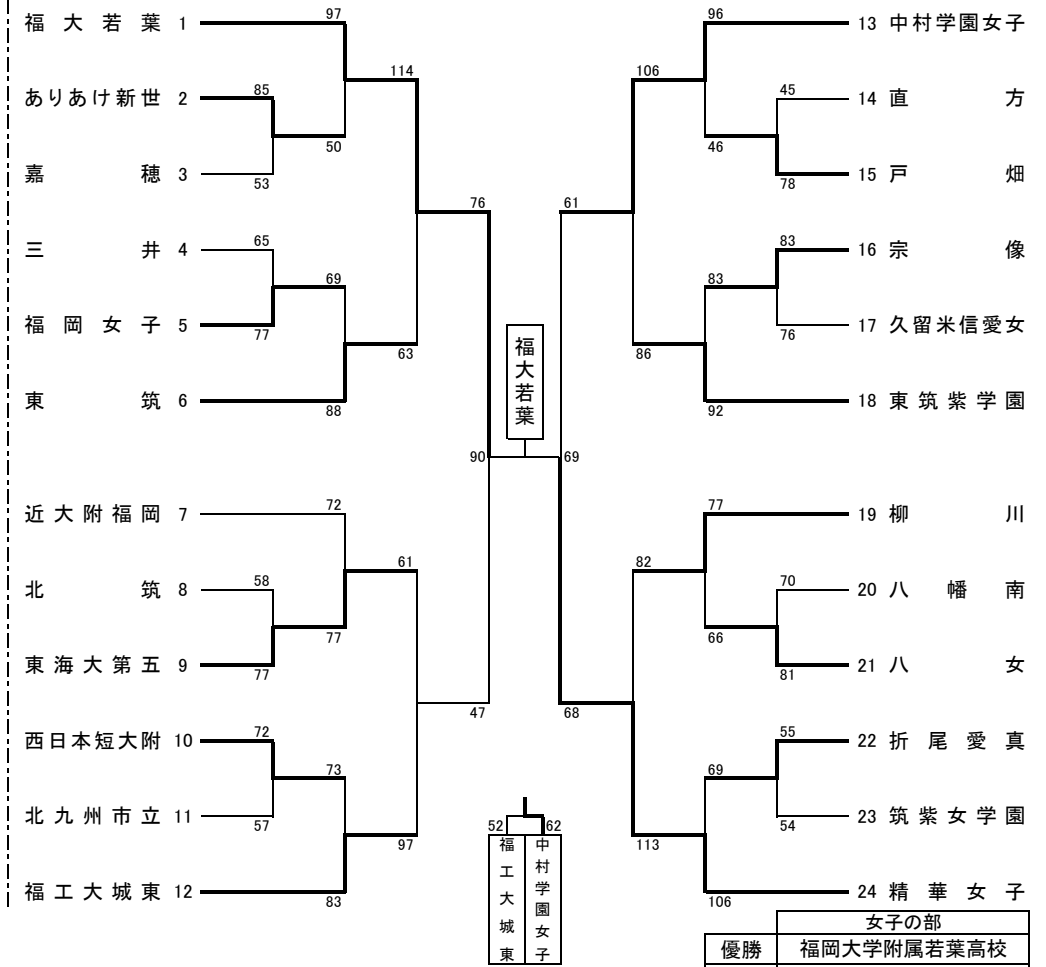 福大若葉 1
97
ありあけ新世 2
85
114
50
嘉穂 3
53
76
三井 4
65
69
福岡女子 5
77
63
東筑 6
88
90
近大附福岡 7
72
61
北筑 8
58
77
東海大第五 9
77
47
西日本短大附 10
72
73
北九州市立 11
57
97
福工大城東 12
83
福大若葉
52
62
福工大城東
中村学園女子
96
13 中村学園女子
106
45
14 直方
46
15 戸畑
78
61
83
16 宗像
83
17 久留米信愛女
76
86
18 東筑紫学園
92
69
77
19 柳川
82
70
20 八幡南
66
21 八女
81
68
55
22 折尾愛真
69
23 筑紫女学園
54
113
24 精華女子
106
女子の部
優勝 福岡大学附属若葉高校